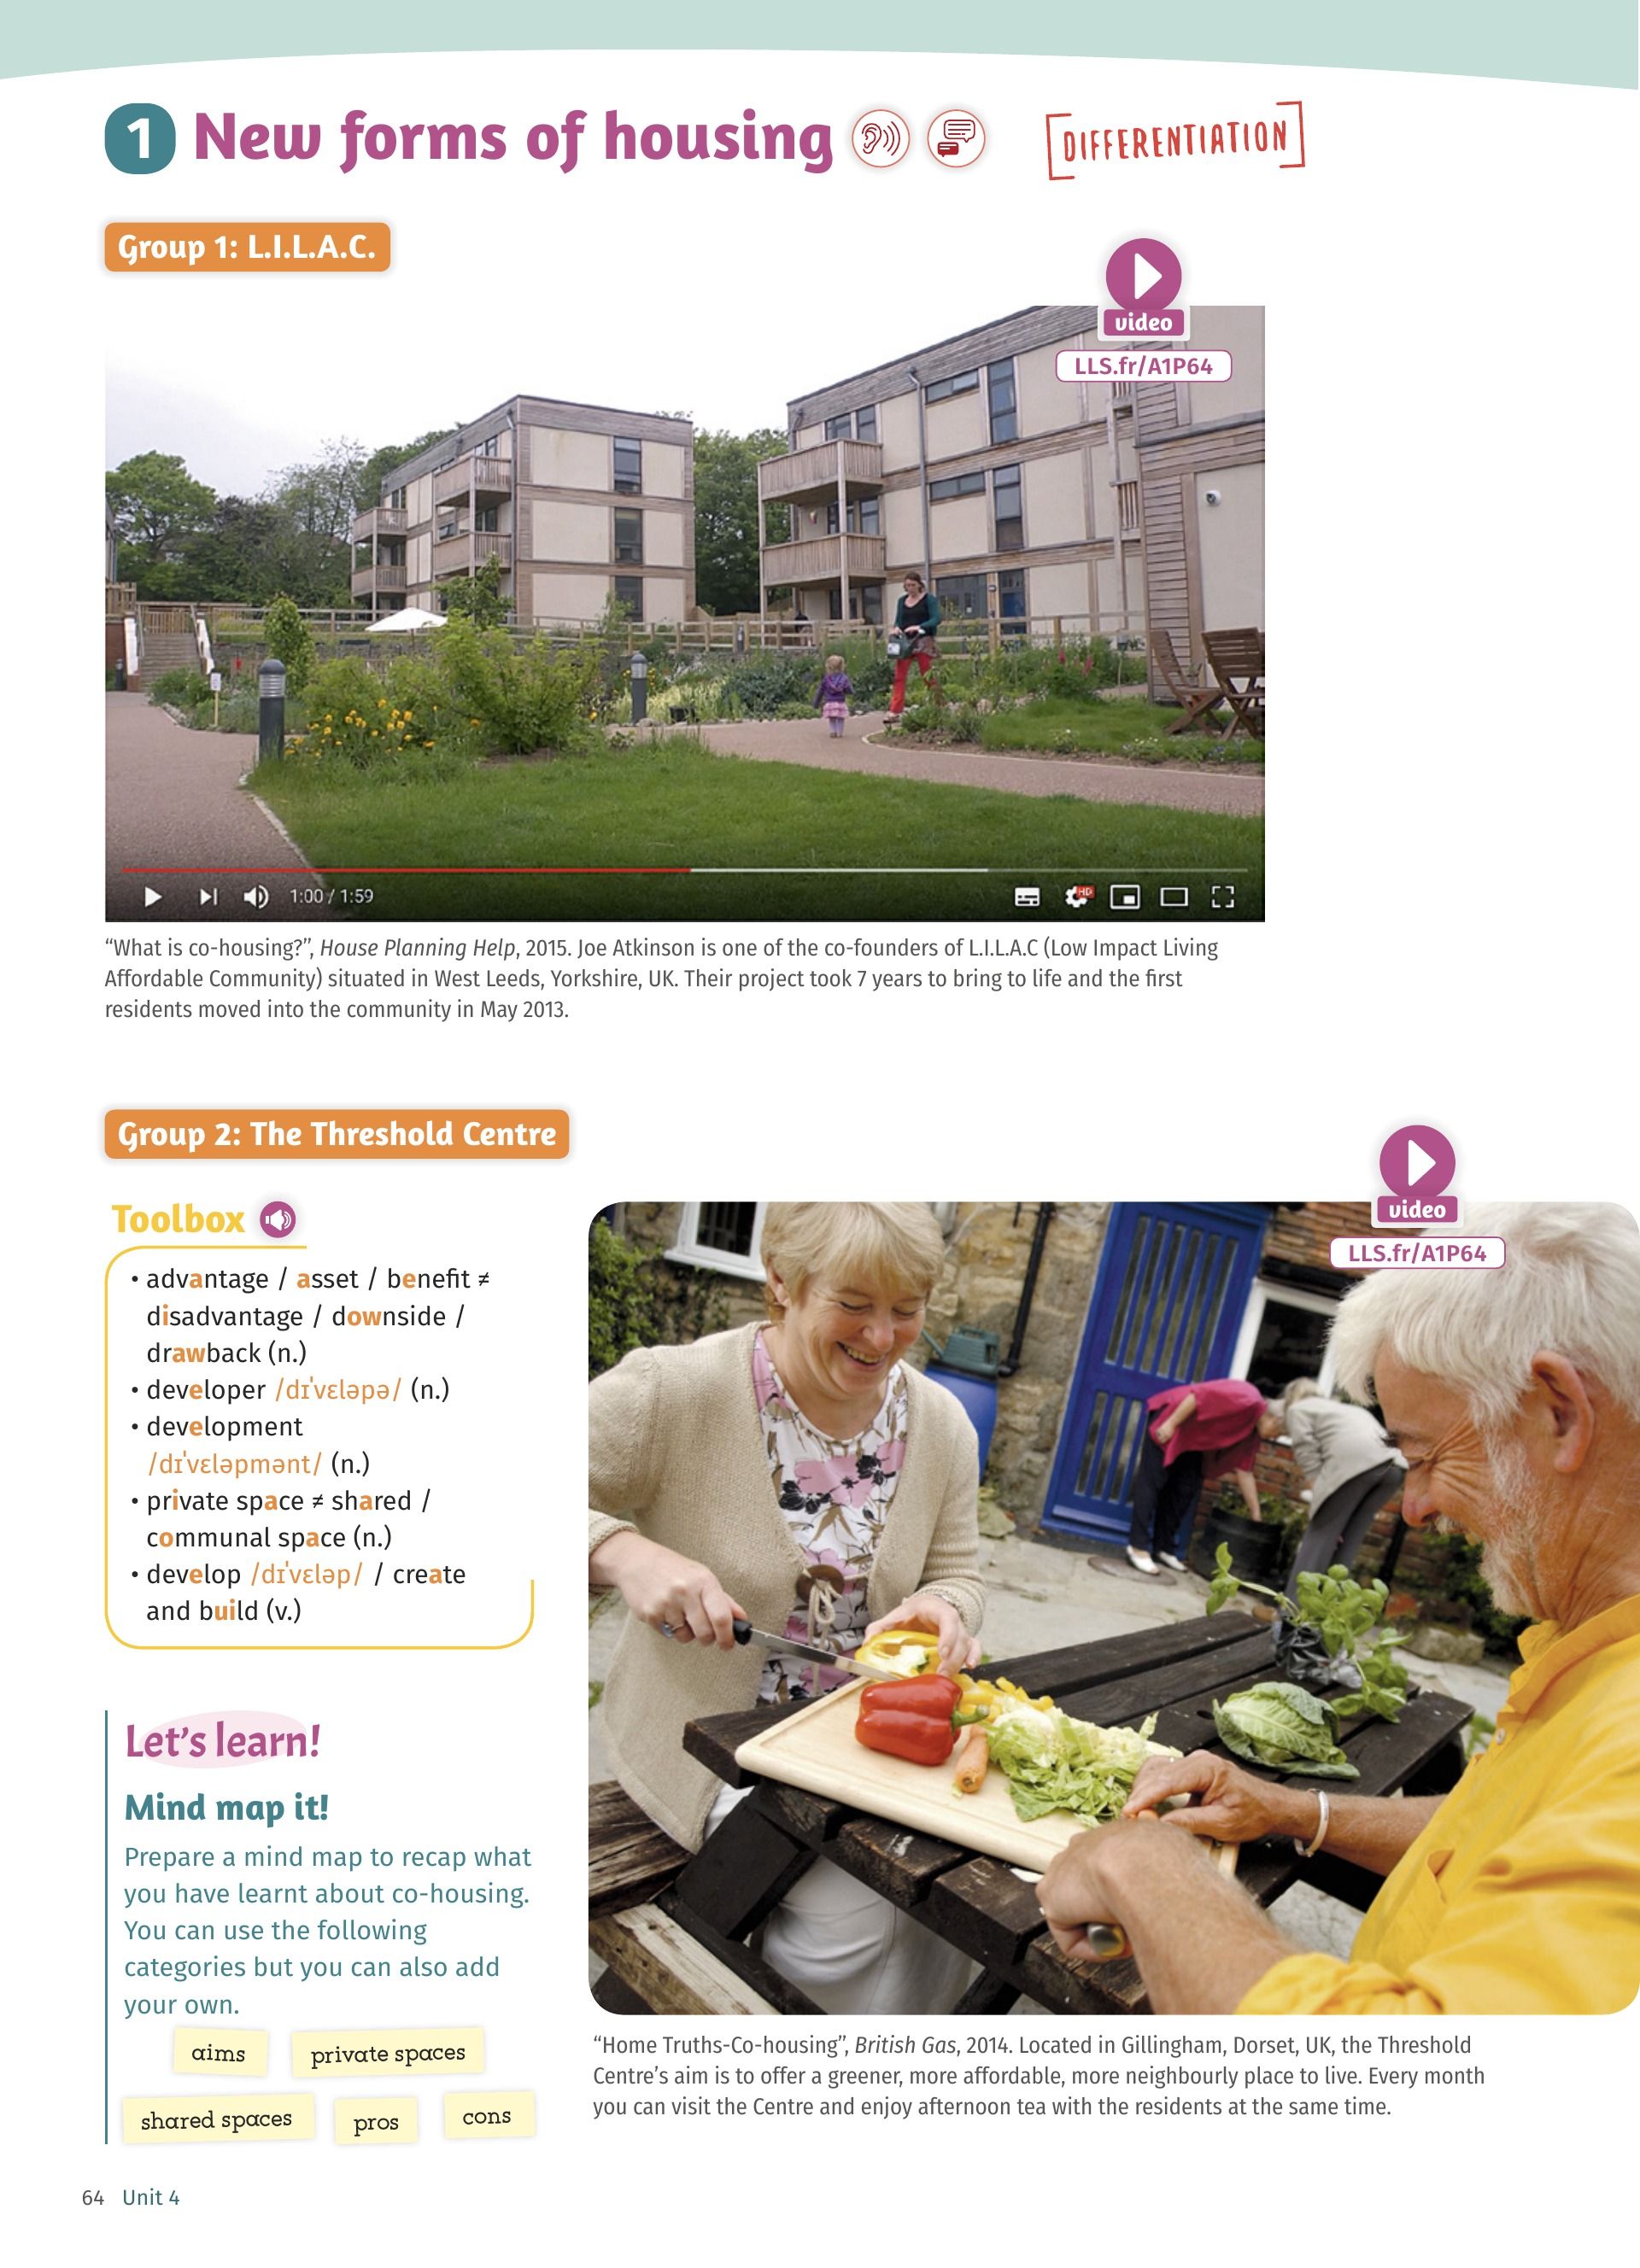 1 New forms of housing
DIFFERENTIATION
Group 1: L.I.L.A.C.
video
LLS.fr/A1P64
1:00 / 1:59
HD
“What is co-housing?”, House Planning Help, 2015. Joe Atkinson is one of the co-founders of L.I.L.A.C (Low Impact Living
Affordable Community) situated in West Leeds, Yorkshire, UK. Their project took 7 years to bring to life and the first
residents moved into the community in May 2013.
Group 2: The Threshold Centre
video
LLS.fr/A1P64
Toolbox
• advantage / asset / benefit ≠
disadvantage / downside /
drawback (n.)
• developer /dɪˈvɛləpə/ (n.)
• development
/dɪˈvɛləpmənt/ (n.)
• private space ≠ shared /
communal space (n.)
• develop /dɪˈvɛləp/ / create
and build (v.)
Let’s learn!
Mind map it!
Prepare a mind map to recap what
you have learnt about co-housing.
You can use the following
categories but you can also add
your own.
aims
private spaces
shared spaces
pros
cons
“Home Truths-Co-housing”, British Gas, 2014. Located in Gillingham, Dorset, UK, the Threshold
Centre’s aim is to offer a greener, more affordable, more neighbourly place to live. Every month
you can visit the Centre and enjoy afternoon tea with the residents at the same time.
64 Unit 4